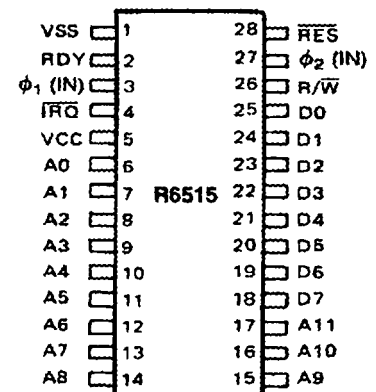 VSS 1 28 RES
RDY 2 27 ϕ2 (IN)
ϕ1 (IN) 3 26 R/W
IRQ 4 25 D0
VCC 5 24 D1
A0 6 23 D2
A1 7 R6515 22 D3
A2 8 21 D4
A3 9 20 D5
A4 10 19 D6
A5 11 18 D7
A6 12 17 A11
A7 13 16 A10
A8 14 15 A9